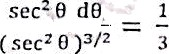 sec² θ dθ / (sec² θ)^3/2 = 1/3